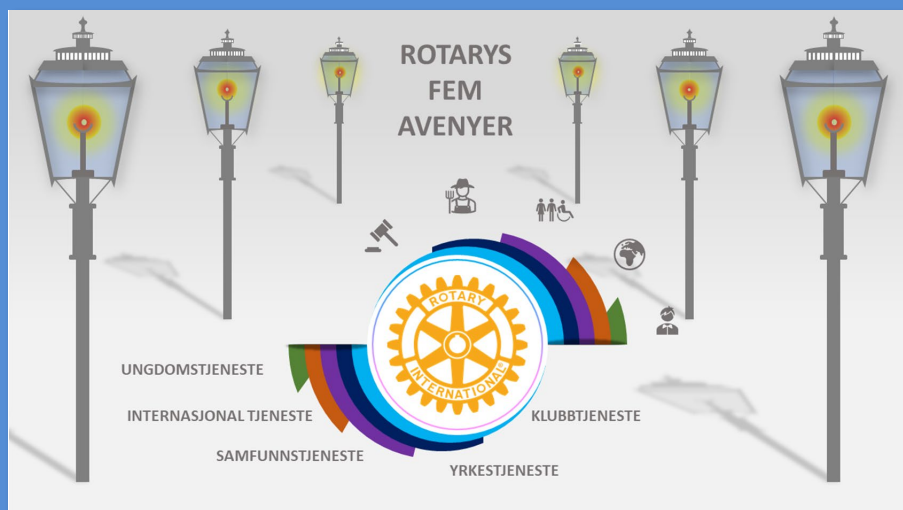 ROTARYS
FEM
AVENYER
ROTARY
INTERNATIONAL
UNGDOMSTJENESTE
INTERNASJONAL TJENESTE
KLUBBTJENESTE
SAMFUNNSTJENESTE
YRKESTJENESTE